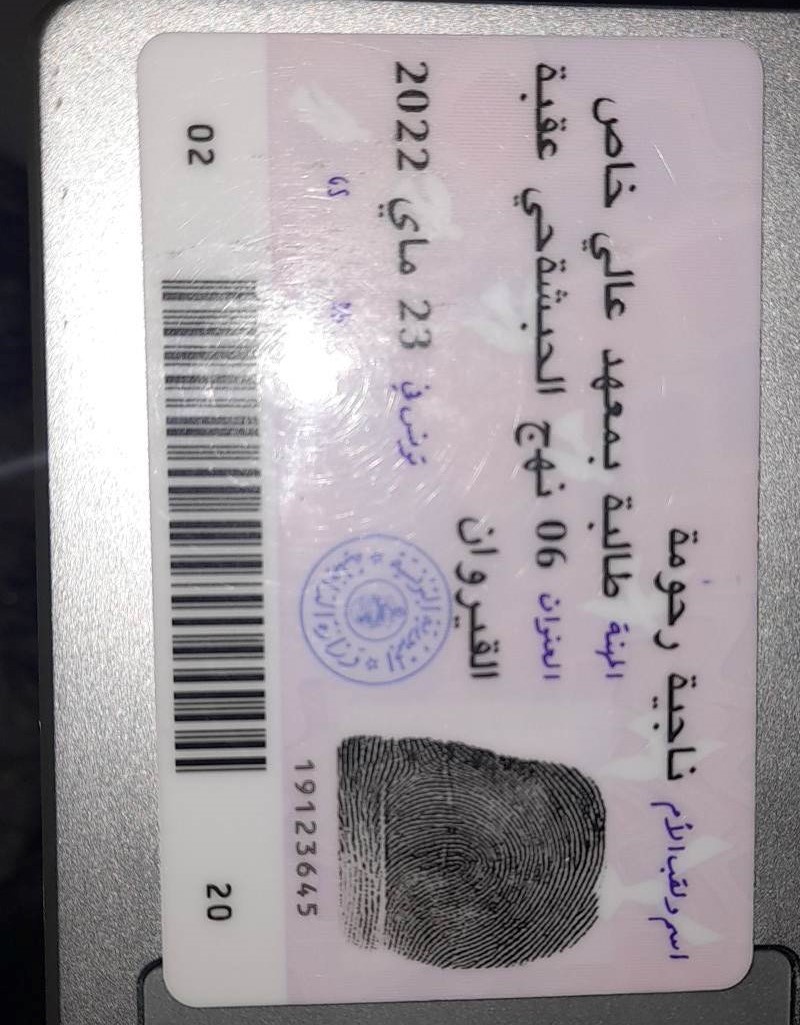 اسم ولقب الأم ناجية رحومة
المهنة طالبة بمعهد عالي خاص
العنوان 06 نهج الحبشة حي عقبة
القيروان
تونس في 23 ماي 2022
19123645
02
20